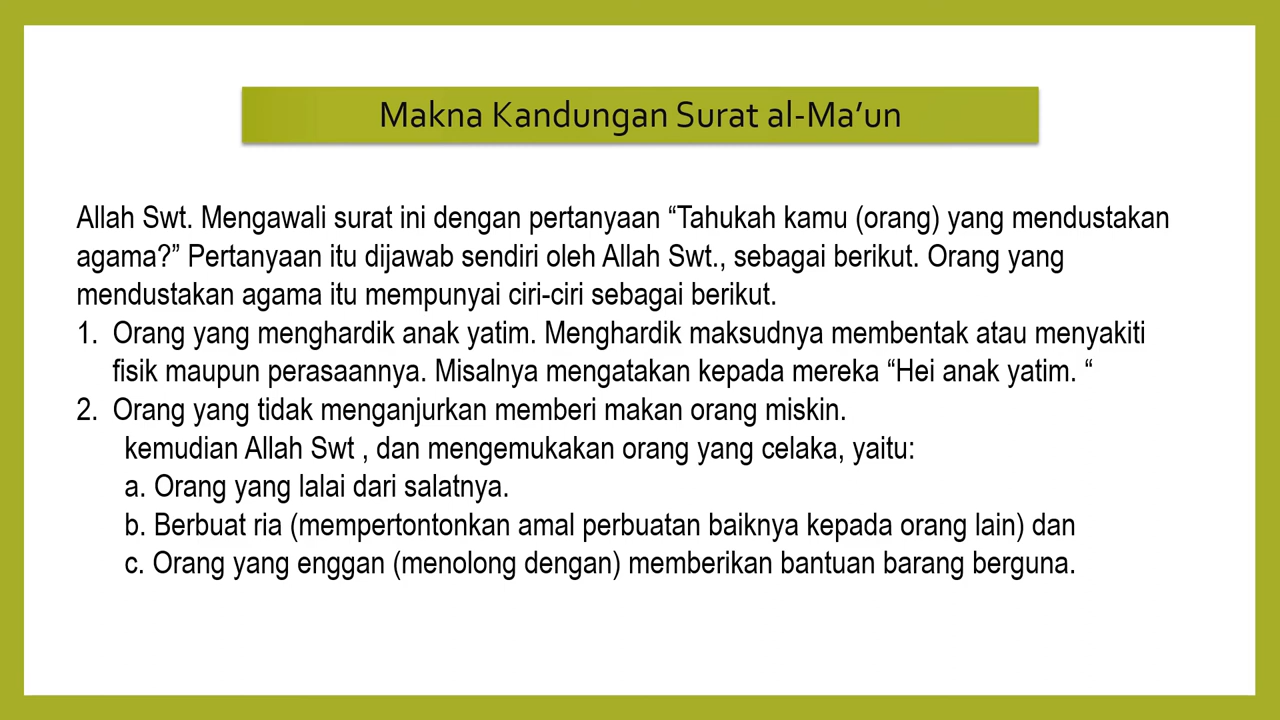 Makna Kandungan Surat al-Ma’un
Allah Swt. Mengawali surat ini dengan pertanyaan “Tahukah kamu (orang) yang mendustakan
agama?” Pertanyaan itu dijawab sendiri oleh Allah Swt., sebagai berikut. Orang yang
mendustakan agama itu mempunyai ciri-ciri sebagai berikut.
1. Orang yang menghardik anak yatim. Menghardik maksudnya membentak atau menyakiti
fisik maupun perasaannya. Misalnya mengatakan kepada mereka “Hei anak yatim. “
2. Orang yang tidak menganjurkan memberi makan orang miskin.
kemudian Allah Swt , dan mengemukakan orang yang celaka, yaitu:
a. Orang yang lalai dari salatnya.
b. Berbuat ria (mempertontonkan amal perbuatan baiknya kepada orang lain) dan
c. Orang yang enggan (menolong dengan) memberikan bantuan barang berguna.